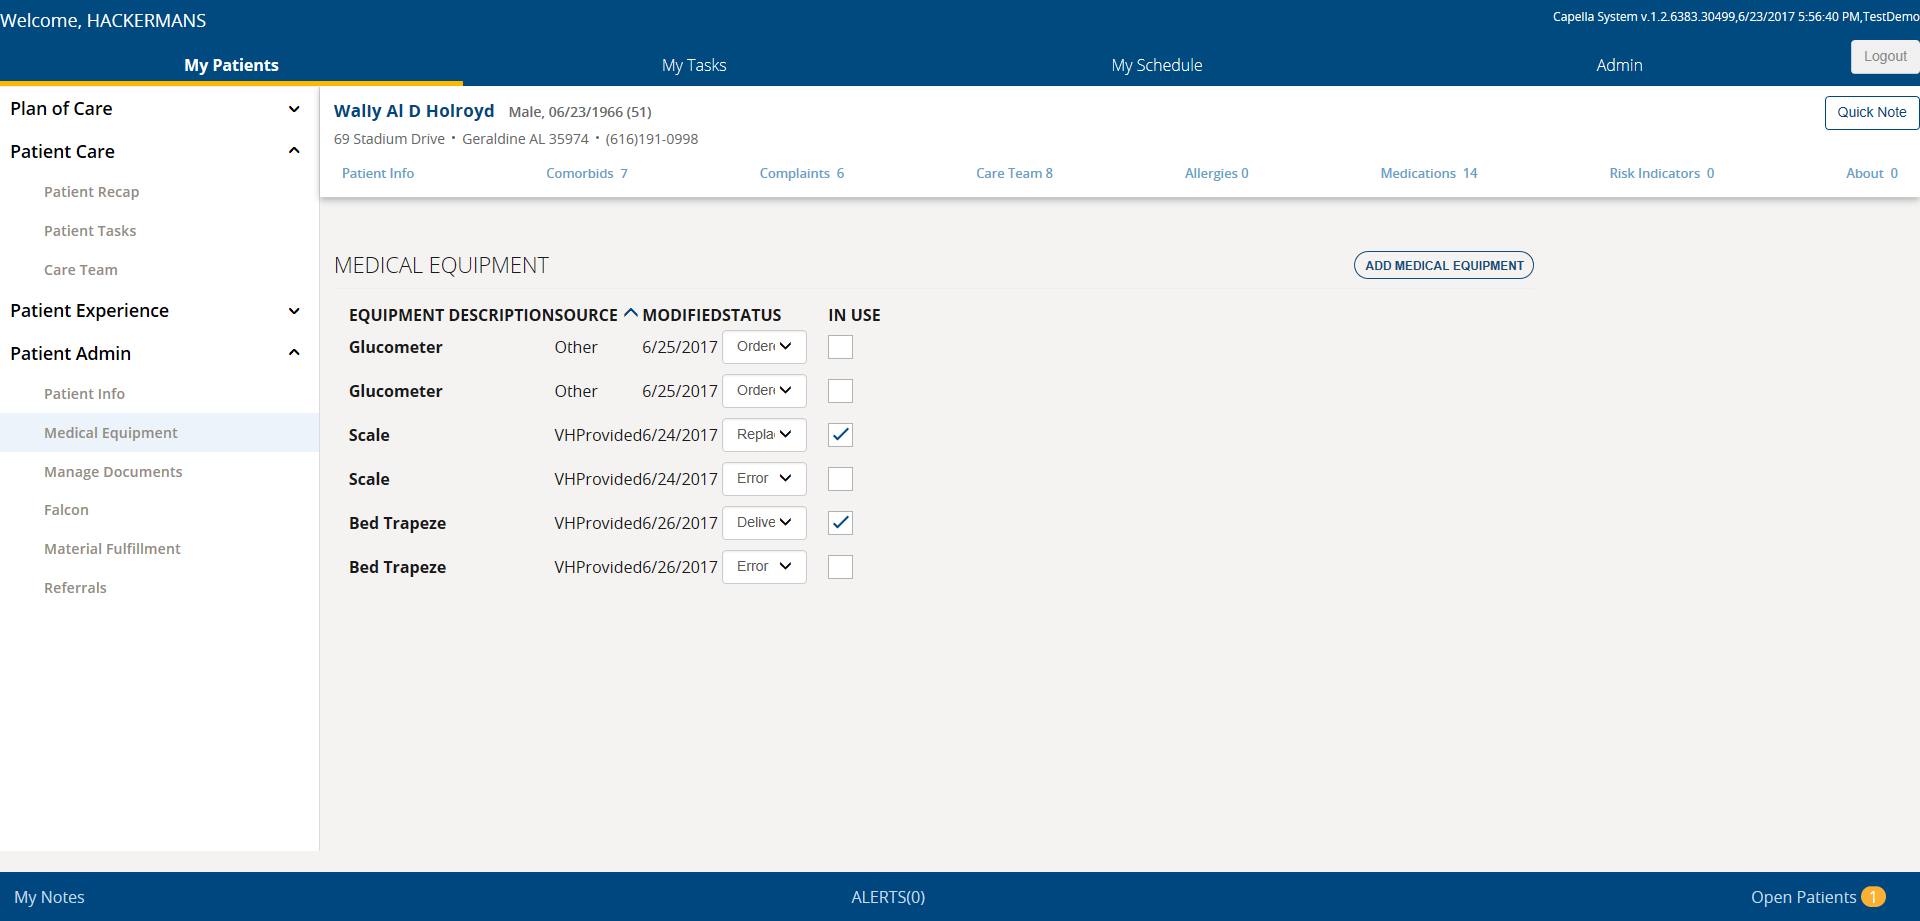 Welcome, HACKERMANS
Capella System v.1.2.6383.30499,6/23/2017 5:56:40 PM,TestDemo
My Patients My Tasks My Schedule Admin Logout
Plan of Care
Patient Care
Patient Recap
Patient Tasks
Care Team
Patient Experience
Patient Admin
Patient Info
Medical Equipment
Manage Documents
Falcon
Material Fulfillment
Referrals
Wally Al D Holroyd Male, 06/23/1966 (51)
Quick Note
69 Stadium Drive • Geraldine AL 35974 • (616)191-0998
Patient Info Comorbids 7 Complaints 6 Care Team 8 Allergies 0 Medications 14 Risk Indicators 0 About 0
MEDICAL EQUIPMENT
ADD MEDICAL EQUIPMENT
EQUIPMENT DESCRIPTION SOURCE MODIFIED STATUS IN USE
Glucometer Other 6/25/2017 Order
Glucometer Other 6/25/2017 Order
Scale VHProvided 6/24/2017 Repla
Scale VHProvided 6/24/2017 Error
Bed Trapeze VHProvided 6/26/2017 Delive
Bed Trapeze VHProvided 6/26/2017 Error
My Notes ALERTS(0) Open Patients 1